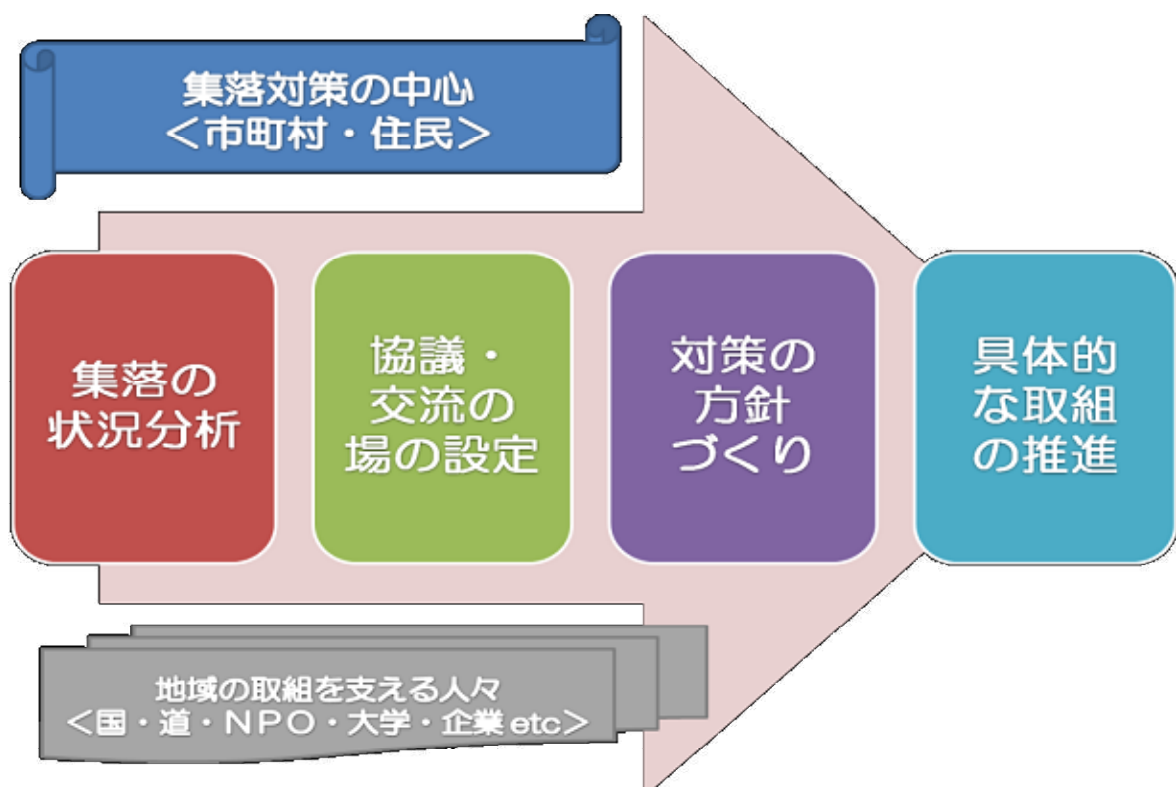 集落対策の中心
＜市町村・住民＞
集落の
状況分析
協議・
交流の
場の設定
対策の
方針
づくり
具体的
な取組
の推進
地域の取組を支える人々
＜国・道・ＮＰＯ・大学・企業 etc＞